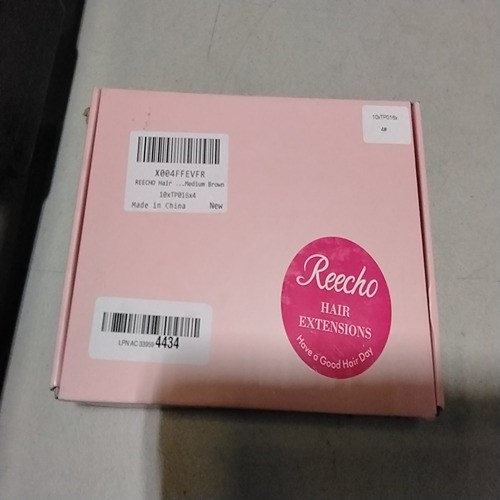 10xTP016x
6#
X004FFEVFR
REECHO Hair ...Medium Brown
10xTP016x4
Made in China New
Reecho
HAIR
EXTENSIONS
Have a Good Hair Day
4434